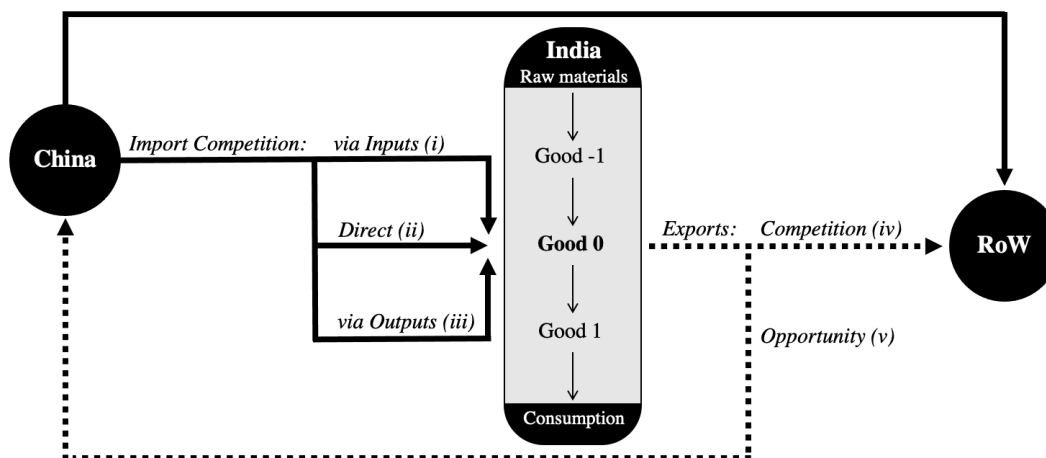 India
Raw materials
China
Import Competition:
via Inputs (i)
Good -1
Direct (ii)
Good 0
Exports:
Competition (iv)
RoW
via Outputs (iii)
Good 1
Opportunity (v)
Consumption